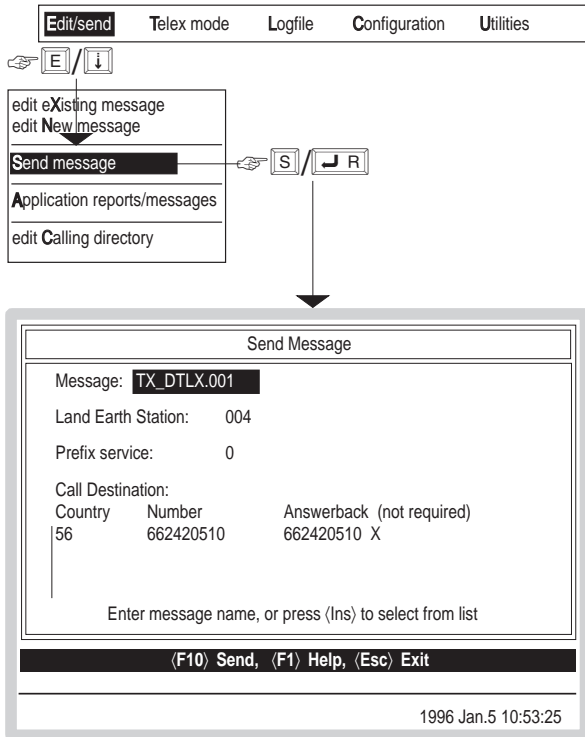 Edit/send Telex mode Logfile Configuration Utilities
E / ↓
edit eXisting message
edit New message
Send message
S / ↵ R
Application reports/messages
edit Calling directory
Send Message
Message: TX_DTLX.001
Land Earth Station: 004
Prefix service: 0
Call Destination:
Country Number Answerback (not required)
56 662420510 662420510 X
Enter message name, or press ⟨Ins⟩ to select from list
⟨F10⟩ Send, ⟨F1⟩ Help, ⟨Esc⟩ Exit
1996 Jan.5 10:53:25